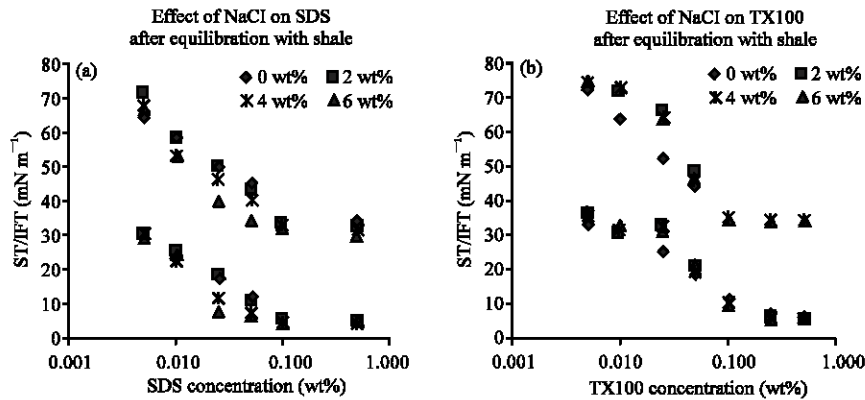 Effect of NaCI on SDS
after equilibration with shale
(a)
0 wt%
2 wt%
4 wt%
6 wt%
80
70
60
50
40
30
20
10
0
ST/IFT (mN m⁻¹)
0.001
0.010
0.100
1.000
SDS concentration (wt%)
Effect of NaCI on TX100
after equilibration with shale
(b)
0 wt%
2 wt%
4 wt%
6 wt%
80
70
60
50
40
30
20
10
0
ST/IFT (mN m⁻¹)
0.001
0.010
0.100
1.000
TX100 concentration (wt%)